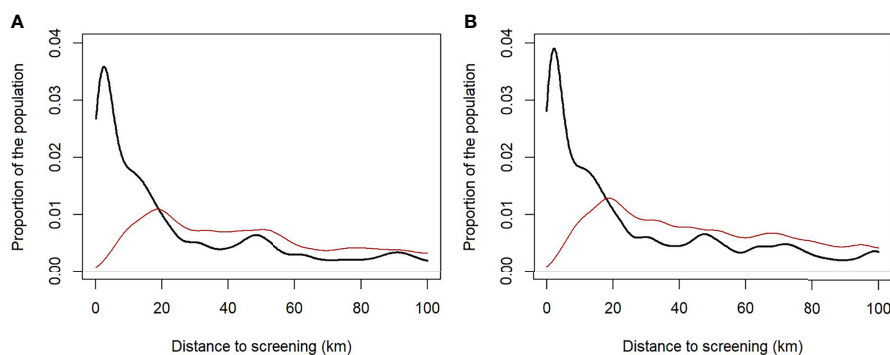 A
Proportion of the population
0.00 0.01 0.02 0.03 0.04
0 20 40 60 80 100
Distance to screening (km)
B
Proportion of the population
0.00 0.01 0.02 0.03 0.04
0 20 40 60 80 100
Distance to screening (km)